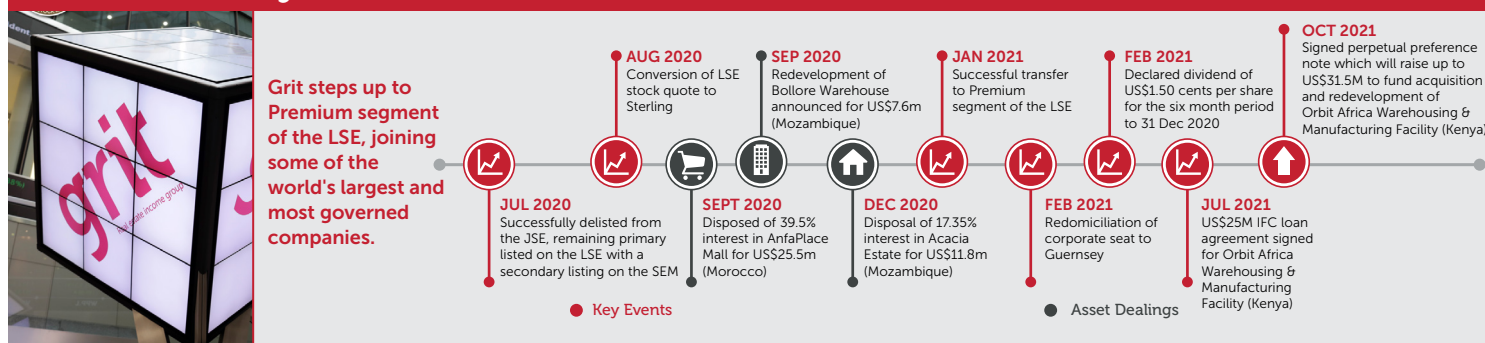 grit
Real estate income group
Grit steps up to
Premium segment
of the LSE, joining
some of the
world's largest and
most governed
companies.
JUL 2020
Successfully delisted from
the JSE, remaining primary
listed on the LSE with a
secondary listing on the SEM
AUG 2020
Conversion of LSE
stock quote to
Sterling
SEPT 2020
Disposed of 39.5%
interest in AnfaPlace
Mall for US$25.5m
(Morocco)
SEP 2020
Redevelopment of
Bollore Warehouse
announced for US$7.6m
(Mozambique)
DEC 2020
Disposal of 17.35%
interest in Acacia
Estate for US$11.8m
(Mozambique)
JAN 2021
Successful transfer
to Premium
segment of the LSE
FEB 2021
Redomiciliation of
corporate seat to
Guernsey
FEB 2021
Declared dividend of
US$1.50 cents per share
for the six month period
to 31 Dec 2020
JUL 2021
US$25M IFC loan
agreement signed
for Orbit Africa
Warehousing &
Manufacturing
Facility (Kenya)
OCT 2021
Signed perpetual preference
note which will raise up to
US$31.5M to fund acquisition
and redevelopment of
Orbit Africa Warehousing &
Manufacturing Facility (Kenya)
Key Events
Asset Dealings